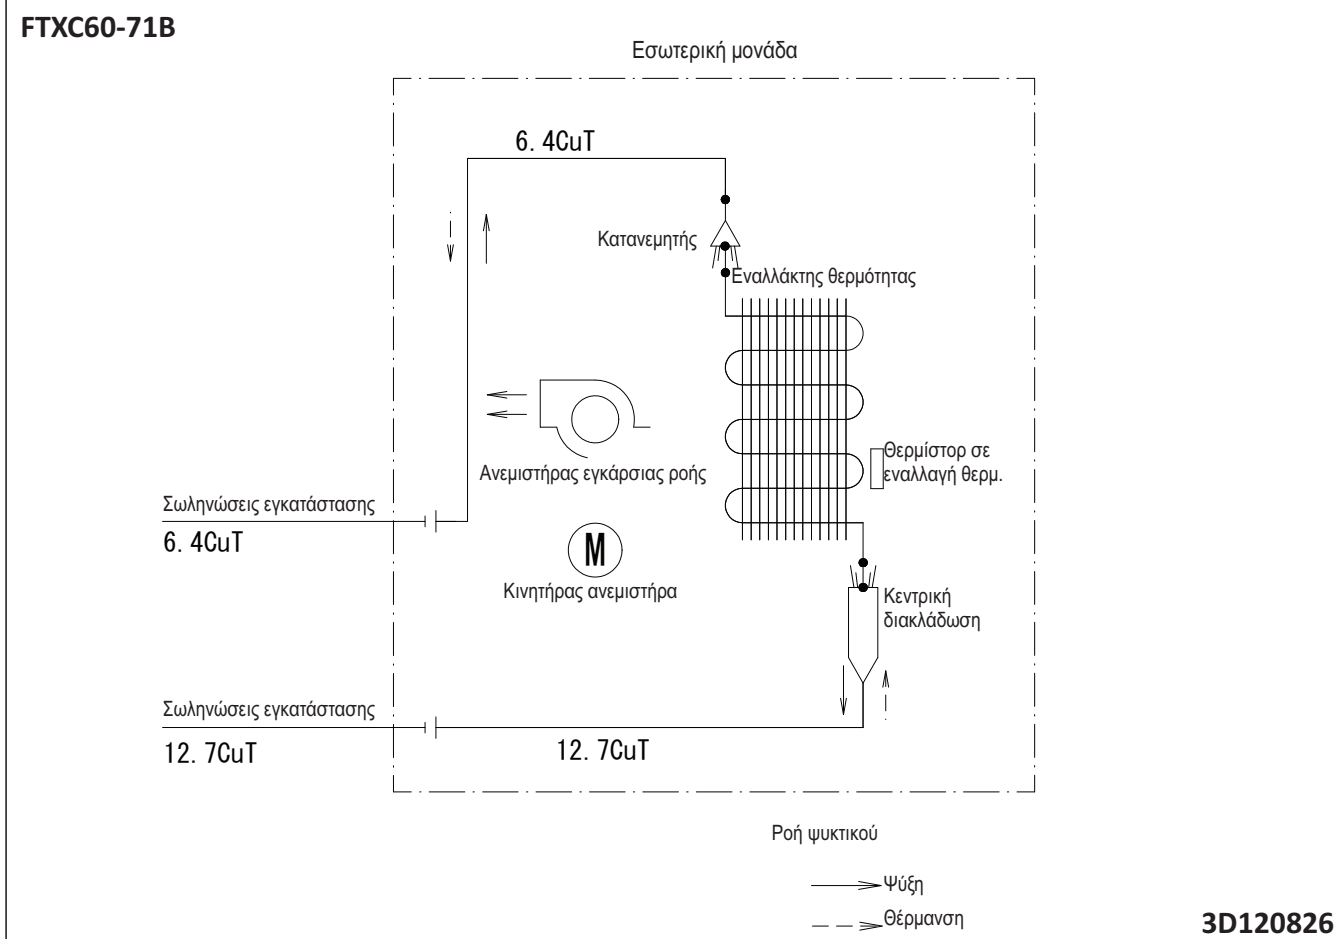 FTXC60-71B
Εσωτερική μονάδα
6.4CuT
Κατανεμητής
Εναλλάκτης θερμότητας
Θερμίστορ σε
εναλλαγή θερμ.
Ανεμιστήρας εγκάρσιας ροής
Σωληνώσεις εγκατάστασης
6.4CuT
M
Κινητήρας ανεμιστήρα
Κεντρική
διακλάδωση
Σωληνώσεις εγκατάστασης
12.7CuT
12.7CuT
Ροή ψυκτικού
Ψύξη
Θέρμανση
3D120826